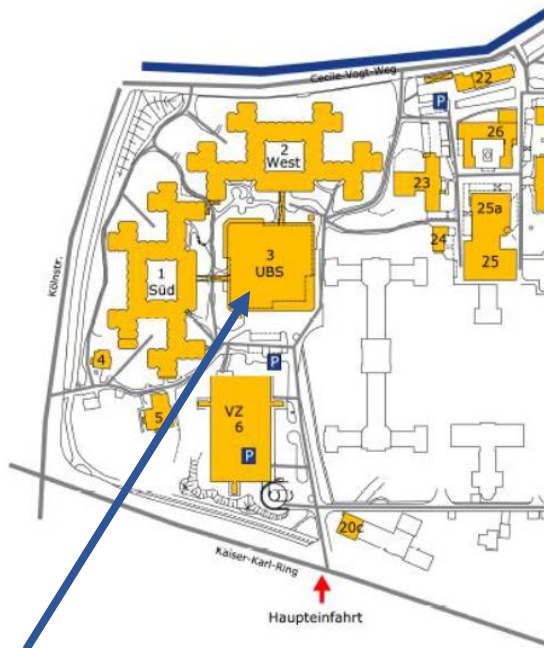 Cecile-Vogt-Weg
22
P
2
West
26
23
25a
24
3
UBS
25
1
Süd
Kölnstr.
4
P
5
VZ
6
P
20c
Kaiser-Karl-Ring
Haupteinfahrt